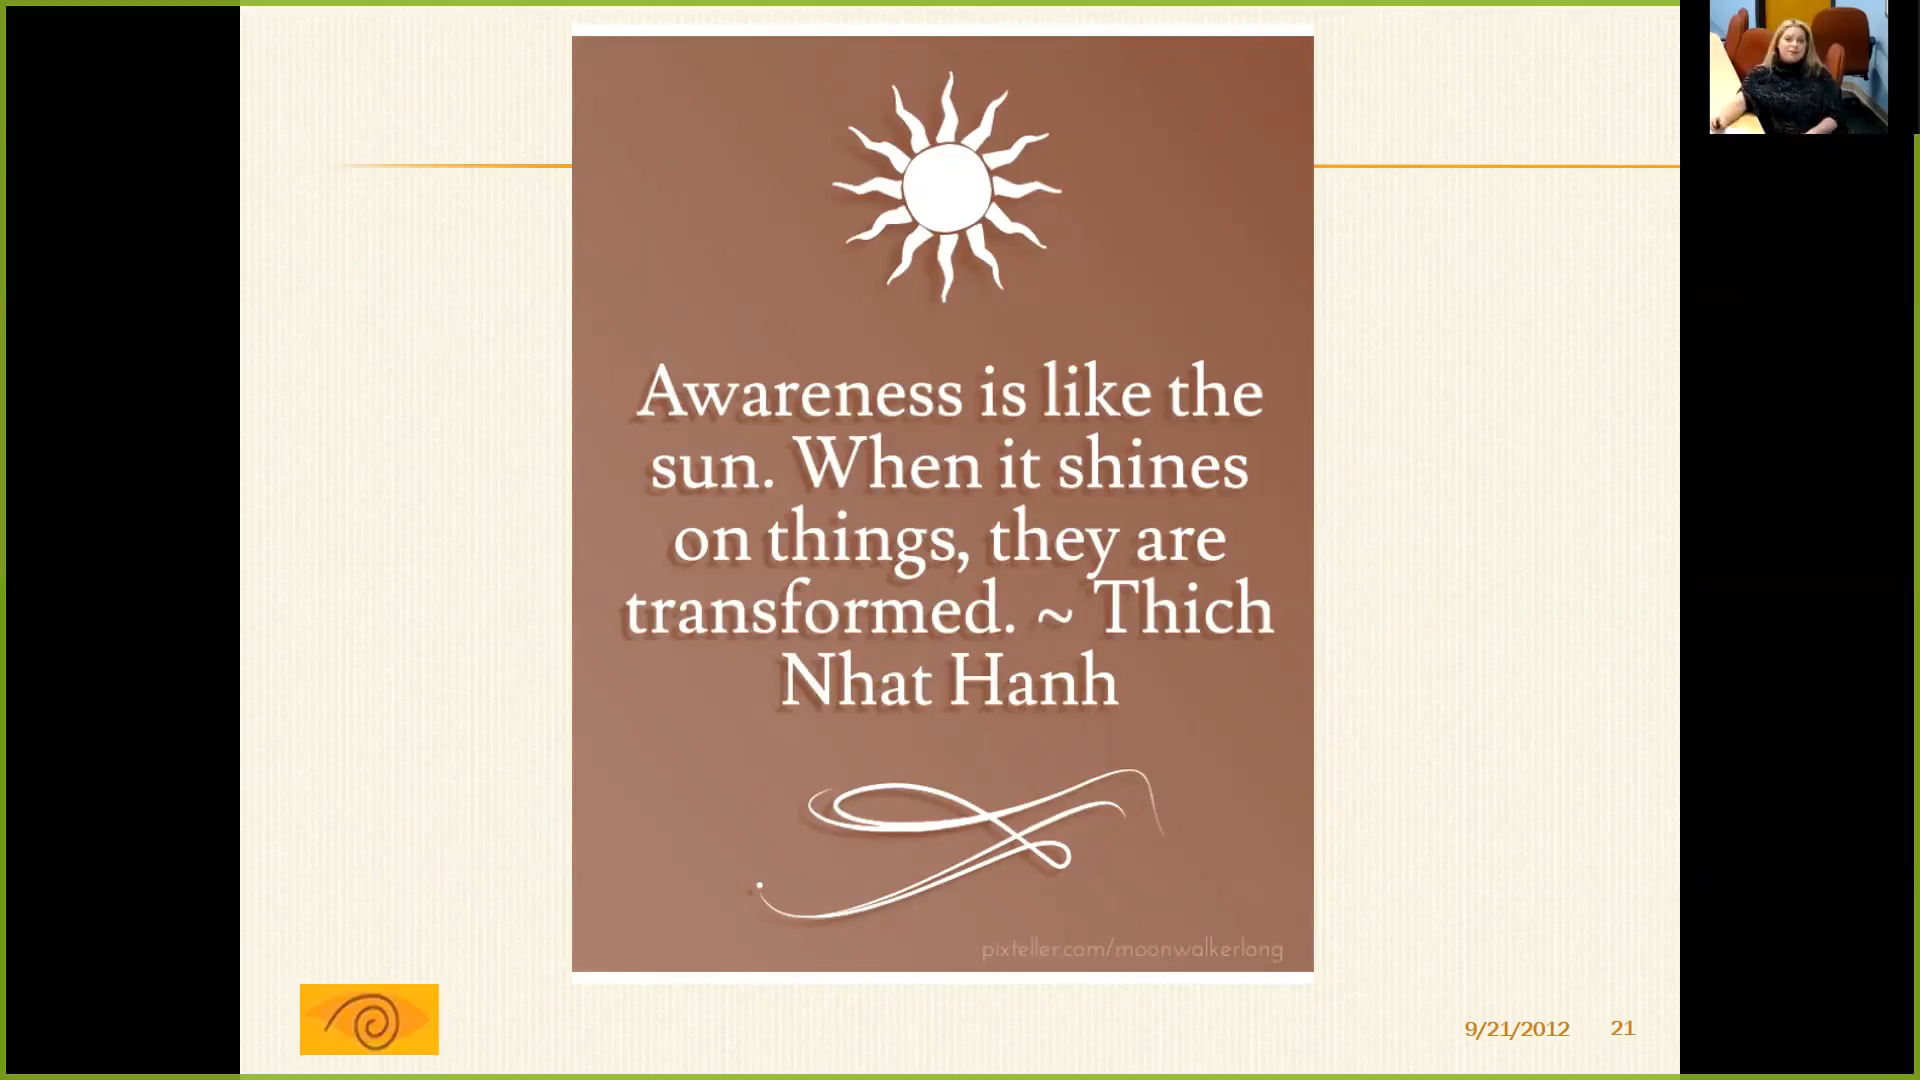 Awareness is like the
sun. When it shines
on things, they are
transformed. ~ Thich
Nhat Hanh
pixteller.com/moonwalkerlong
9/21/2012 21